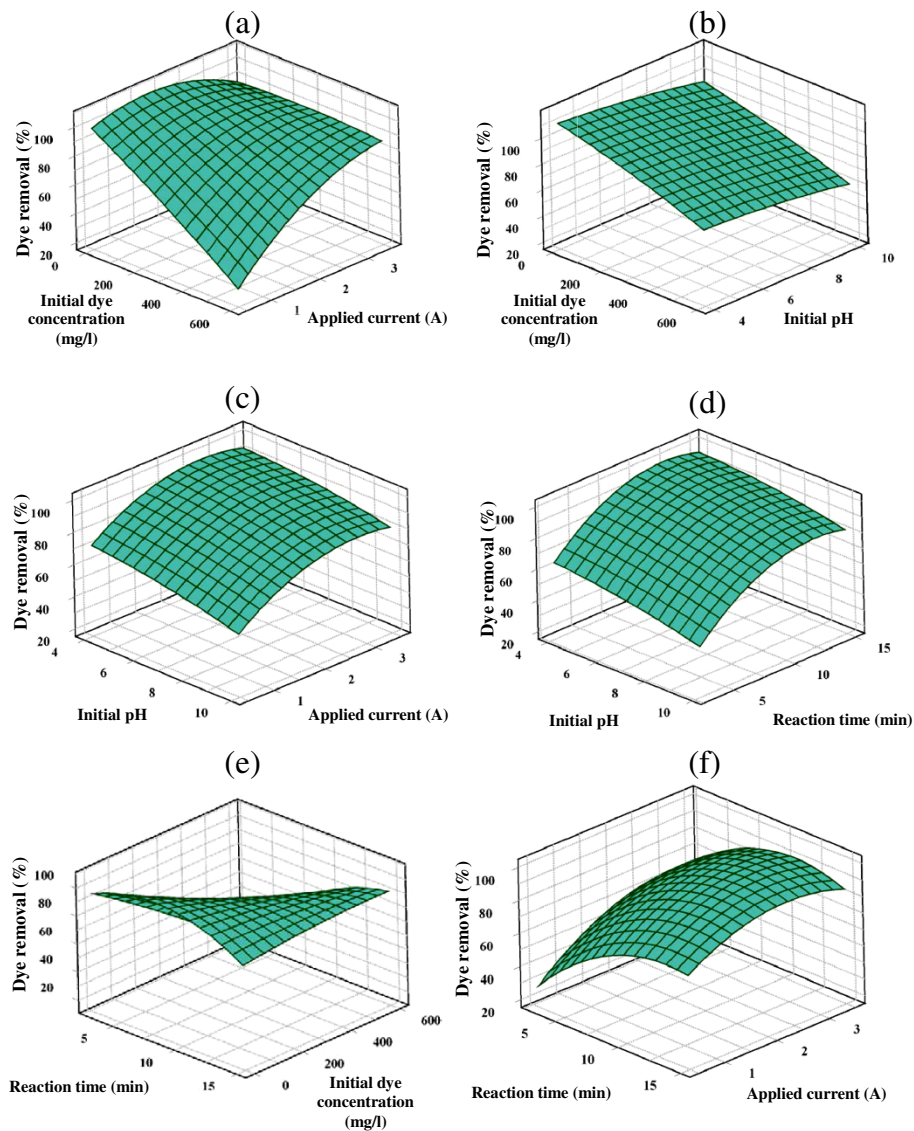 (a)
Dye removal (%)
100
80
60
40
20
0
200
400
600
Initial dye
concentration
(mg/l)
1
2
3
Applied current (A)
(b)
Dye removal (%)
100
80
60
40
20
0
200
400
600
Initial dye
concentration
(mg/l)
4
6
8
10
Initial pH
(c)
Dye removal (%)
100
80
60
40
20
4
6
8
10
Initial pH
1
2
3
Applied current (A)
(d)
Dye removal (%)
100
80
60
40
20
4
6
8
10
Initial pH
5
10
15
Reaction time (min)
(e)
Dye removal (%)
100
80
60
40
20
5
10
15
Reaction time (min)
0
200
400
600
Initial dye
concentration
(mg/l)
(f)
Dye removal (%)
100
80
60
40
20
5
10
15
Reaction time (min)
1
2
3
Applied current (A)